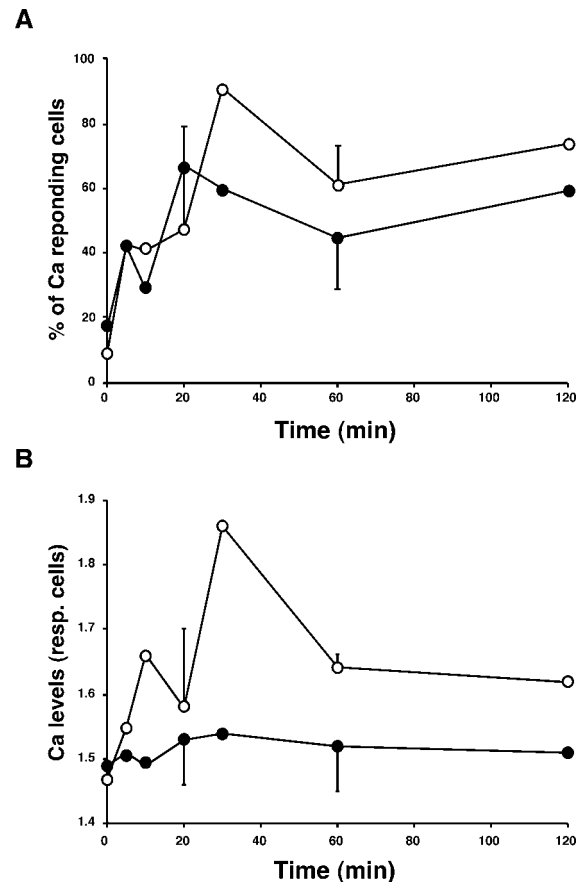 A
% of Ca reponding cells
100
80
60
40
20
0
0 20 40 60 80 100 120
Time (min)
B
Ca levels (resp. cells)
1.9
1.8
1.7
1.6
1.5
1.4
0 20 40 60 80 100 120
Time (min)